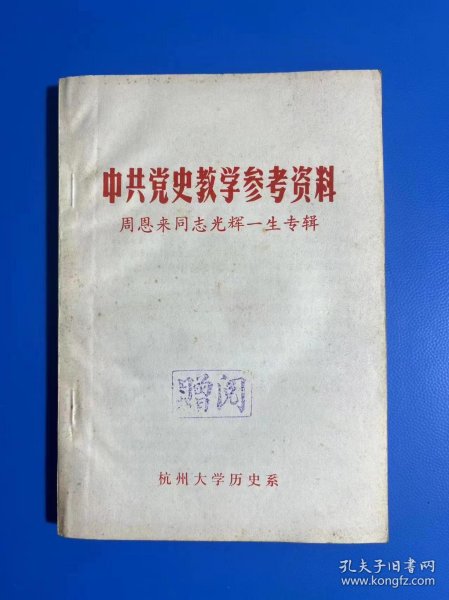 中共党史教学参考资料
周恩来同志光辉一生专辑
赠阅
杭州大学历史系
孔夫子旧书网
www.kongfz.com